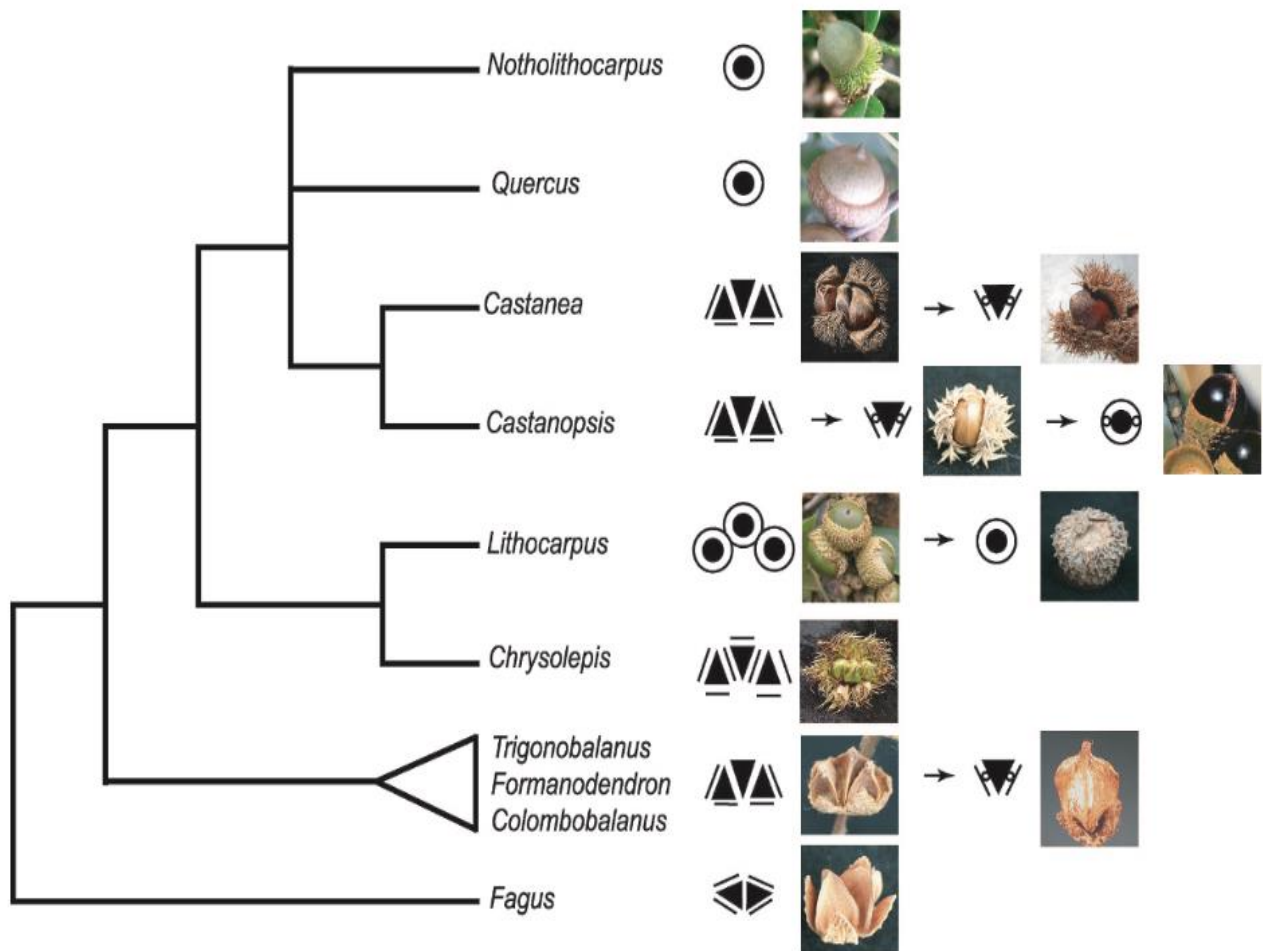 Notholithocarpus
Quercus
Castanea
Castanopsis
Lithocarpus
Chrysolepis
Trigonobalanus
Formanodendron
Colombobalanus
Fagus